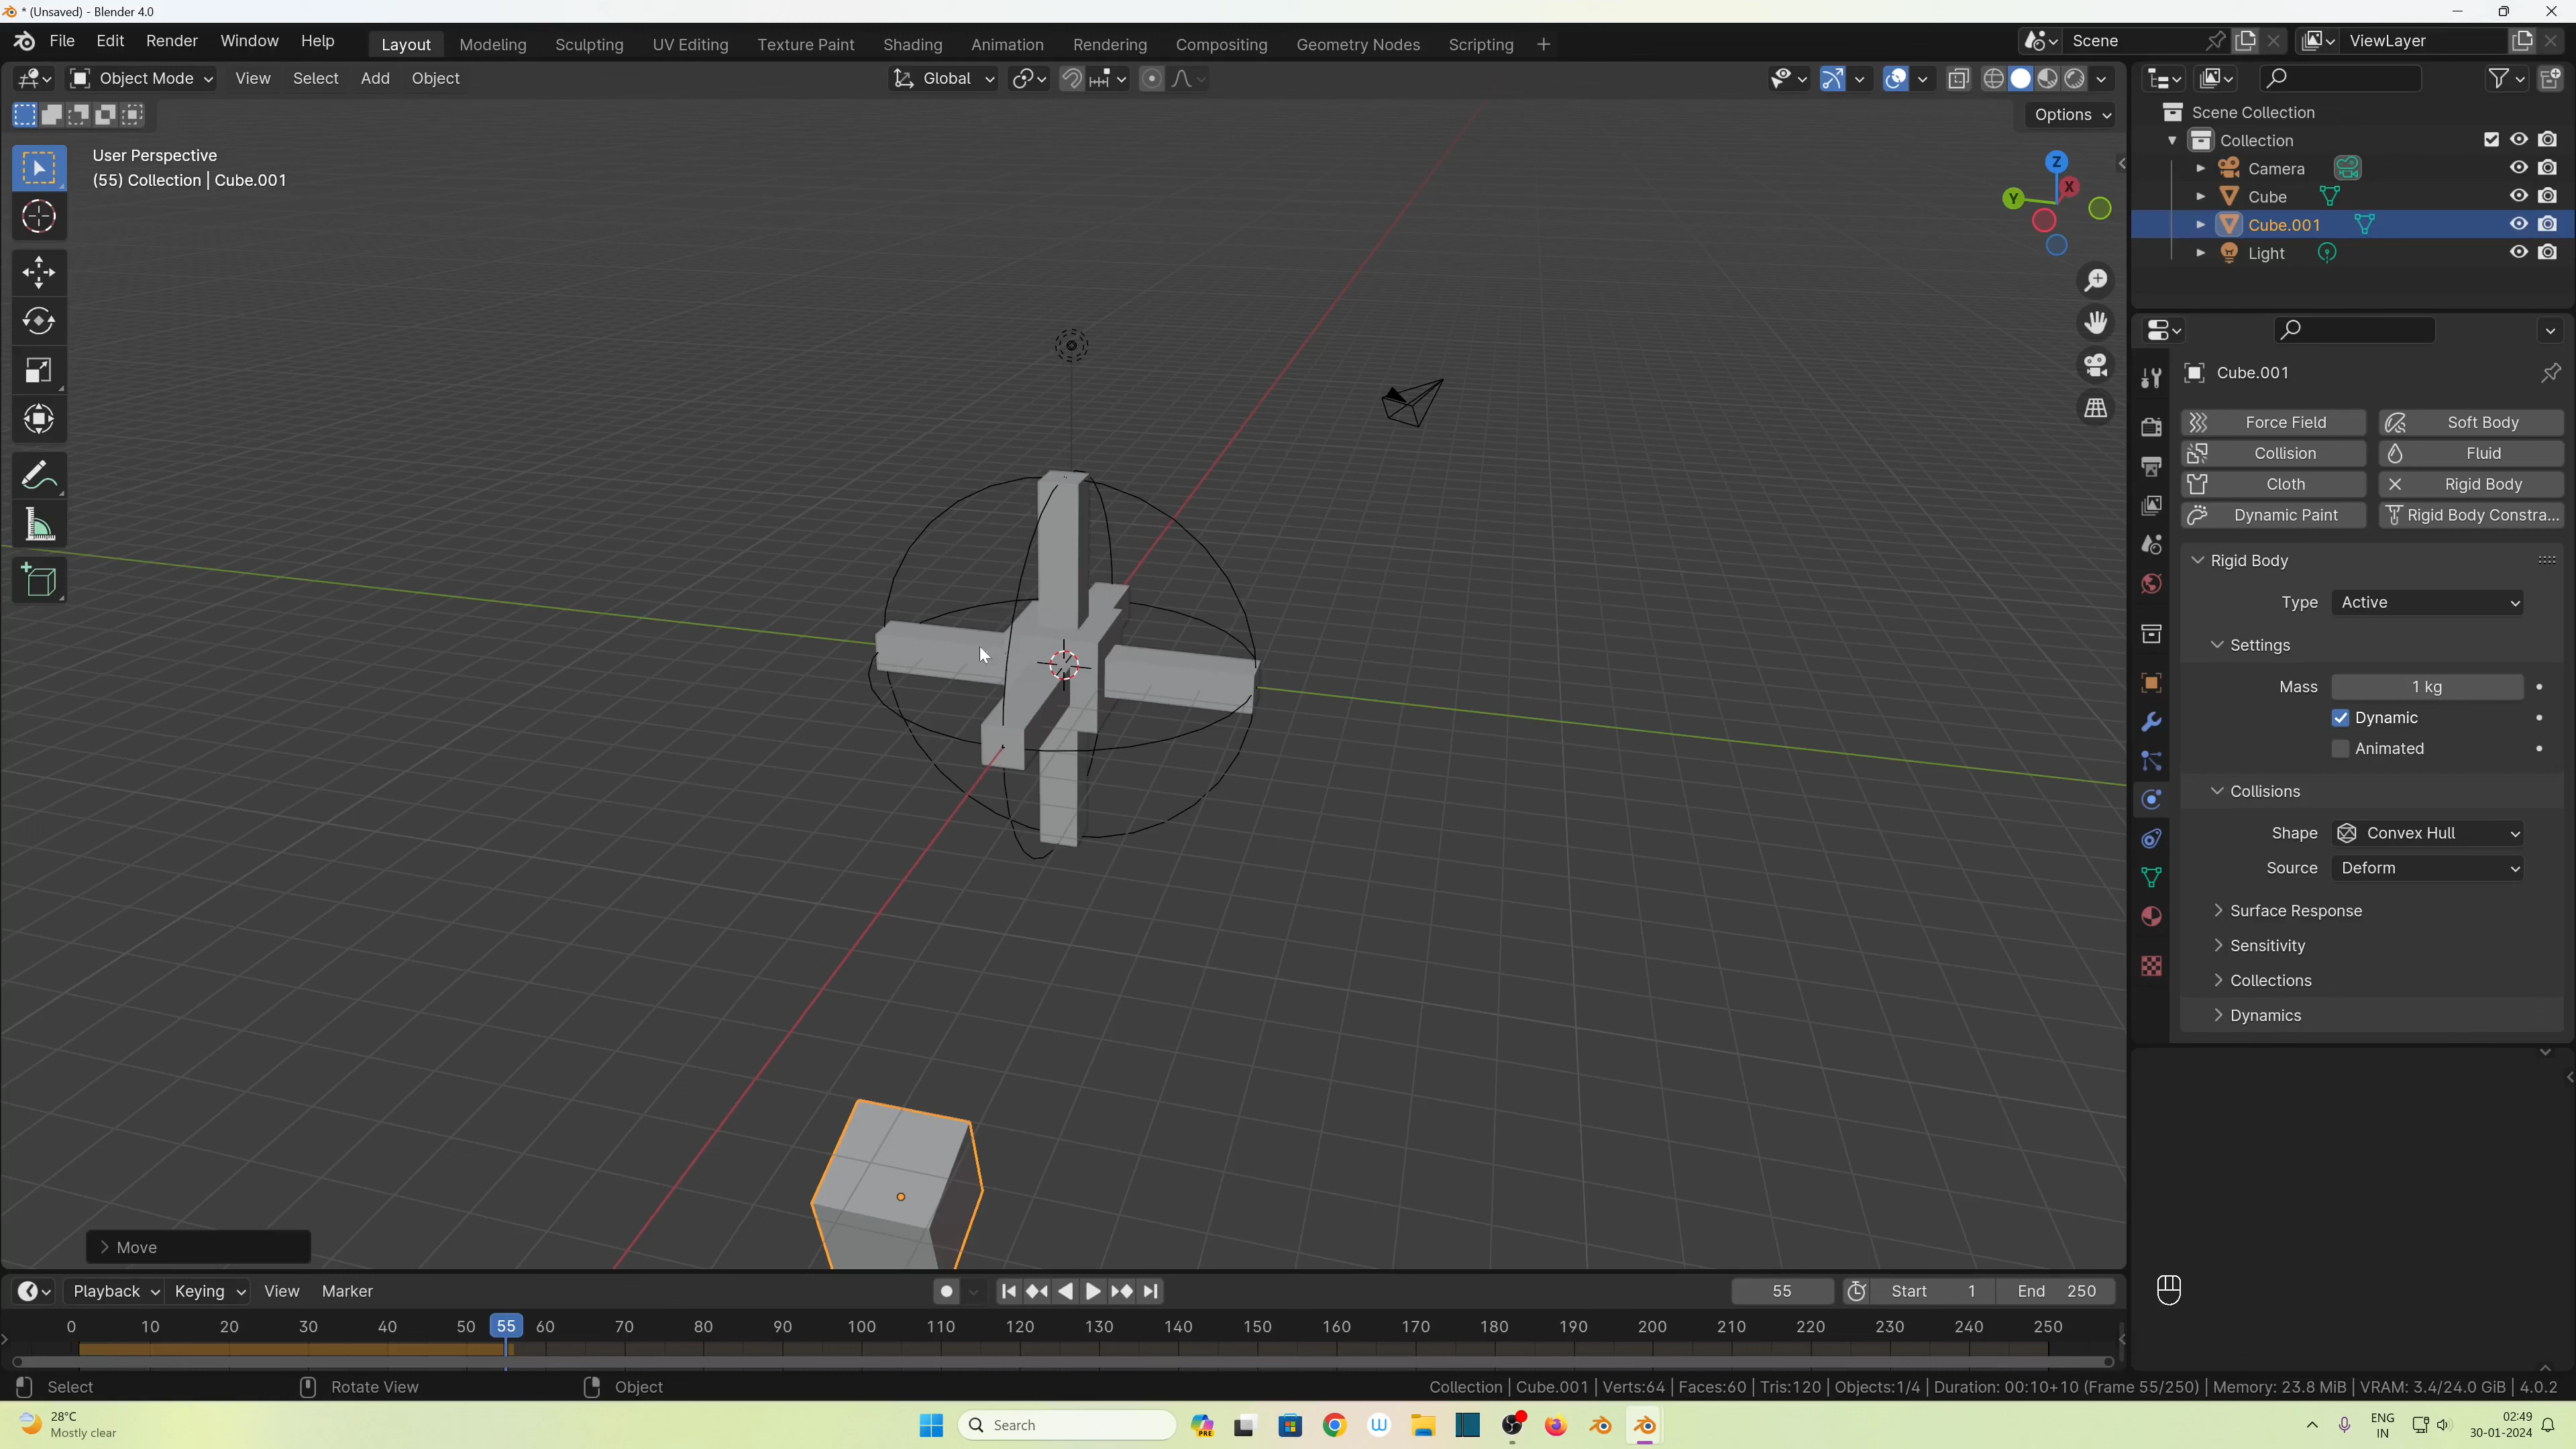 * (Unsaved) - Blender 4.0
File Edit Render Window Help Layout Modeling Sculpting UV Editing Texture Paint Shading Animation Rendering Compositing Geometry Nodes Scripting + Scene ViewLayer
Object Mode View Select Add Object Global
Options
User Perspective
(55) Collection | Cube.001
Z
X
Y
Scene Collection
Collection
Camera
Cube
Cube.001
Light
Cube.001
Force Field Soft Body
Collision Fluid
Cloth Rigid Body
Dynamic Paint Rigid Body Constra...
Rigid Body
Type Active
Settings
Mass 1 kg
Dynamic
Animated
Collisions
Shape Convex Hull
Source Deform
Surface Response
Sensitivity
Collections
Dynamics
Move
Playback Keying View Marker 55 Start 1 End 250
0 10 20 30 40 50 55 60 70 80 90 100 110 120 130 140 150 160 170 180 190 200 210 220 230 240 250
Select Rotate View Object Collection | Cube.001 | Verts:64 | Faces:60 | Tris:120 | Objects:1/4 | Duration: 00:10+10 (Frame 55/250) | Memory: 23.8 MiB | VRAM: 3.4/24.0 GiB | 4.0.2
28°C
Mostly clear
Search
PRE
ENG
IN
02:49
30-01-2024